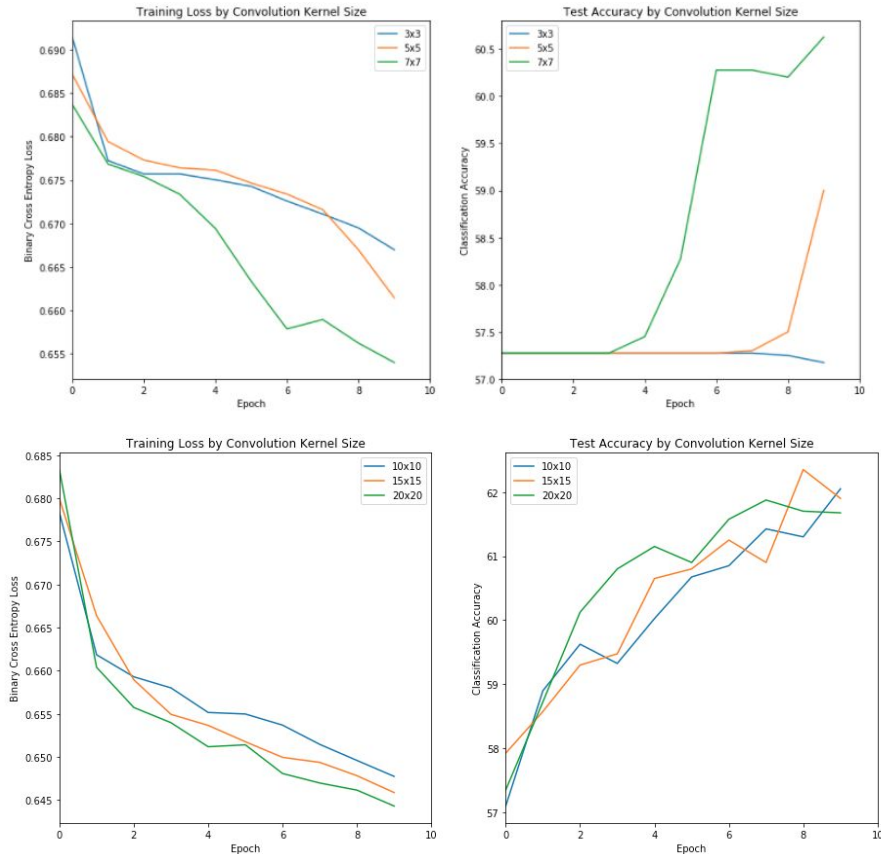 Training Loss by Convolution Kernel Size
3x3
5x5
7x7
0.690
0.685
0.680
0.675
0.670
0.665
0.660
0.655
Binary Cross Entropy Loss
0
2
4
6
8
10
Epoch
Test Accuracy by Convolution Kernel Size
3x3
5x5
7x7
60.5
60.0
59.5
59.0
58.5
58.0
57.5
57.0
Classification Accuracy
0
2
4
6
8
10
Epoch
Training Loss by Convolution Kernel Size
10x10
15x15
20x20
0.685
0.680
0.675
0.670
0.665
0.660
0.655
0.650
0.645
Binary Cross Entropy Loss
0
2
4
6
8
10
Epoch
Test Accuracy by Convolution Kernel Size
10x10
15x15
20x20
62
61
60
59
58
57
Classification Accuracy
0
2
4
6
8
10
Epoch